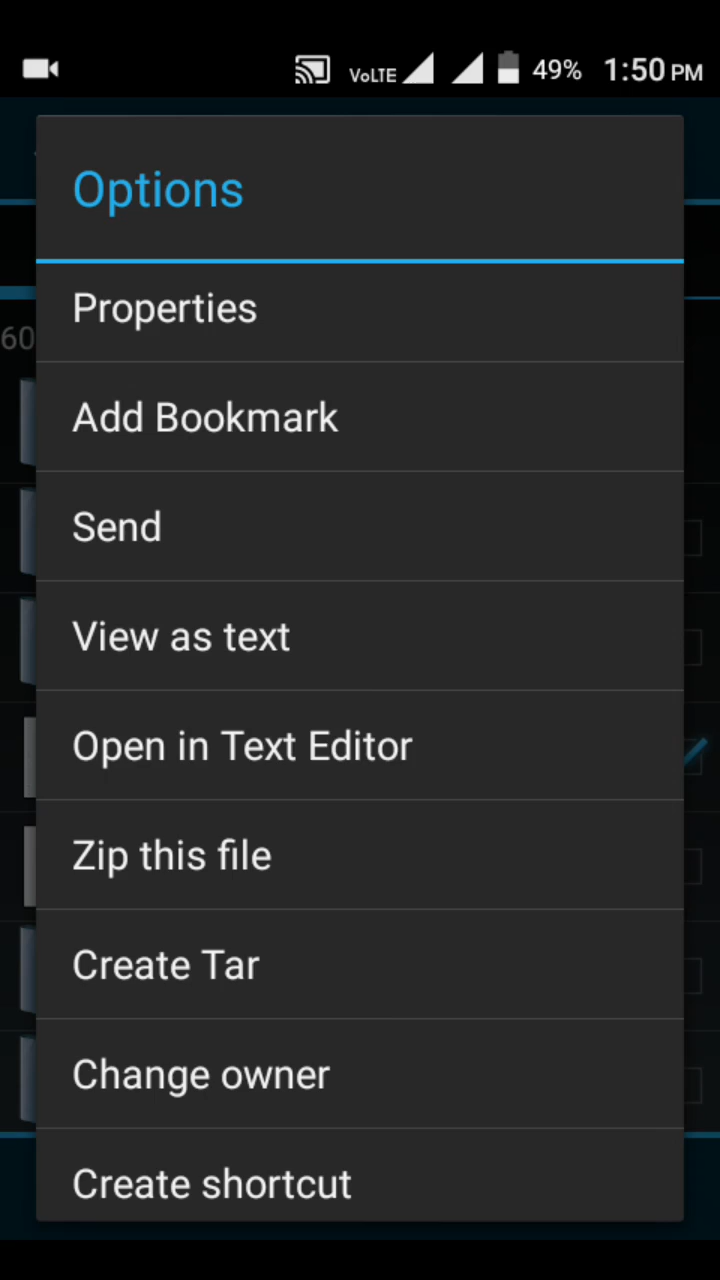 VoLTE 49% 1:50 PM
Options
60
Properties
Add Bookmark
Send
View as text
Open in Text Editor
Zip this file
Create Tar
Change owner
Create shortcut